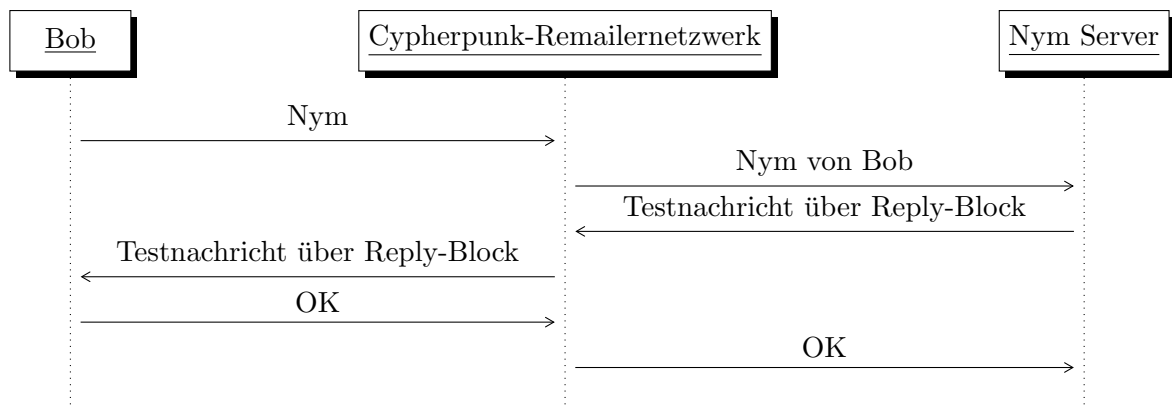 Bob
Cypherpunk-Remailernetzwerk
Nym Server
Nym
Nym von Bob
Testnachricht über Reply-Block
Testnachricht über Reply-Block
OK
OK